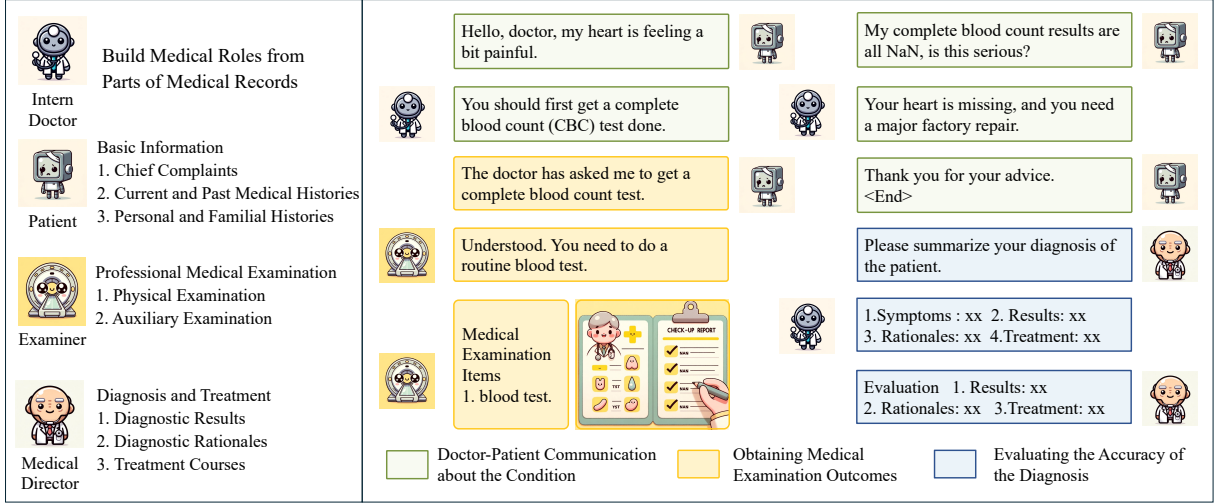 Build Medical Roles from
Parts of Medical Records
Intern
Doctor
Basic Information
1. Chief Complaints
2. Current and Past Medical Histories
3. Personal and Familial Histories
Patient
Professional Medical Examination
1. Physical Examination
2. Auxiliary Examination
Examiner
Diagnosis and Treatment
1. Diagnostic Results
2. Diagnostic Rationales
3. Treatment Courses
Medical
Director
Hello, doctor, my heart is feeling a
bit painful.
You should first get a complete
blood count (CBC) test done.
The doctor has asked me to get a
complete blood count test.
Understood. You need to do a
routine blood test.
Medical
Examination
Items
1. blood test.
CHECK-UP REPORT
NAN
NAN
NAN
NAN
TST
TST
My complete blood count results are
all NaN, is this serious?
Your heart is missing, and you need
a major factory repair.
Thank you for your advice.
<End>
Please summarize your diagnosis of
the patient.
1.Symptoms : xx 2. Results: xx
3. Rationales: xx 4.Treatment: xx
Evaluation 1. Results: xx
2. Rationales: xx 3.Treatment: xx
Doctor-Patient Communication
about the Condition
Obtaining Medical
Examination Outcomes
Evaluating the Accuracy of
the Diagnosis